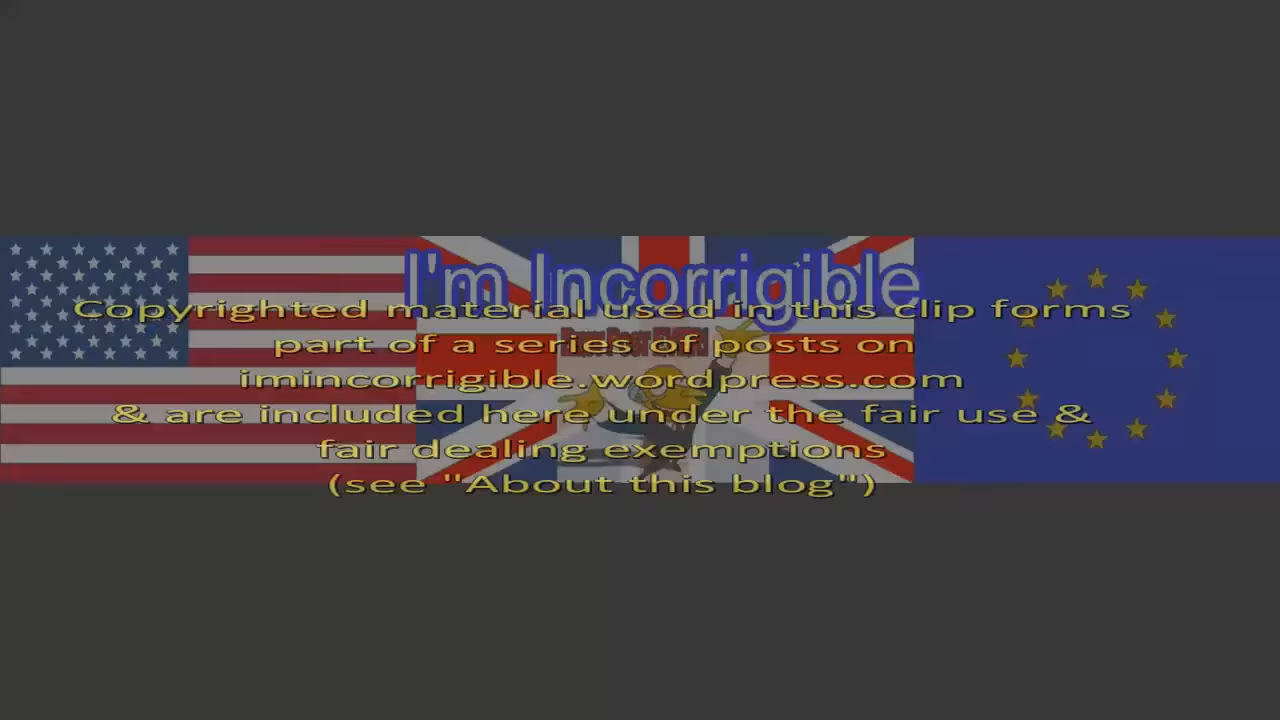 I'm Incorrigible
Copyrighted material used in this clip forms
part of a series of posts on
imincorrigible.wordpress.com
& are included here under the fair use &
fair dealing exemptions
(see "About this blog")